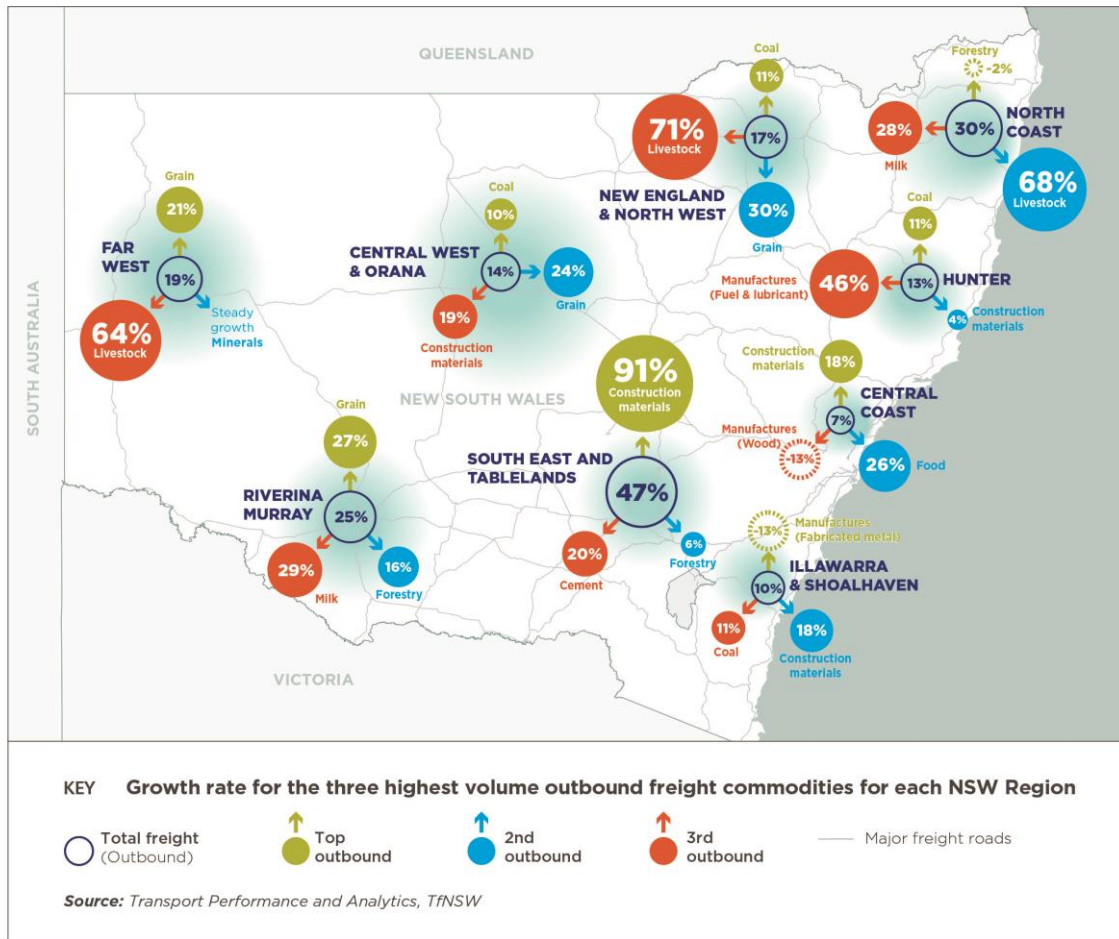 QUEENSLAND
SOUTH AUSTRALIA
NEW SOUTH WALES
VICTORIA
Grain
21%
FAR
WEST
19%
Steady
growth
Minerals
64%
Livestock
Coal
10%
CENTRAL WEST
& ORANA
14%
24%
Grain
19%
Construction
materials
Coal
11%
71%
Livestock
17%
NEW ENGLAND
& NORTH WEST
30%
Grain
Forestry
-2%
NORTH
COAST
28%
Milk
30%
68%
Livestock
Coal
11%
Manufactures
(Fuel & lubricant)
46%
13%
HUNTER
4%
Construction
materials
Construction
materials
18%
CENTRAL
COAST
7%
Manufactures
(Wood)
-13%
26%
Food
91%
Construction
materials
SOUTH EAST AND
TABLELANDS
47%
20%
Cement
6%
Forestry
Grain
27%
RIVERINA
MURRAY
25%
29%
Milk
16%
Forestry
-13%
Manufactures
(Fabricated metal)
ILLAWARRA
& SHOALHAVEN
10%
11%
Coal
18%
Construction
materials
KEY Growth rate for the three highest volume outbound freight commodities for each NSW Region
Total freight
(Outbound)
Top
outbound
2nd
outbound
3rd
outbound
Major freight roads
Source: Transport Performance and Analytics, TfNSW